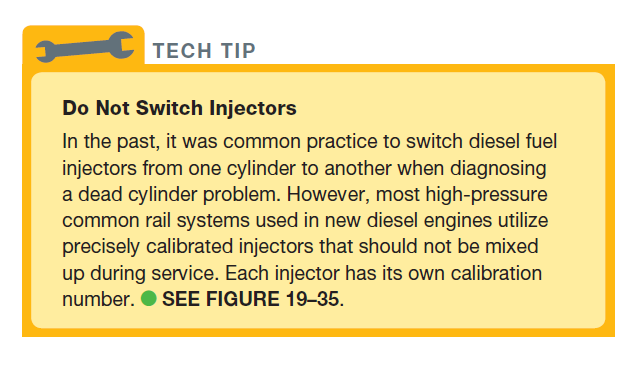 TECH TIP
Do Not Switch Injectors
In the past, it was common practice to switch diesel fuel
injectors from one cylinder to another when diagnosing
a dead cylinder problem. However, most high-pressure
common rail systems used in new diesel engines utilize
precisely calibrated injectors that should not be mixed
up during service. Each injector has its own calibration
number. ● SEE FIGURE 19–35.